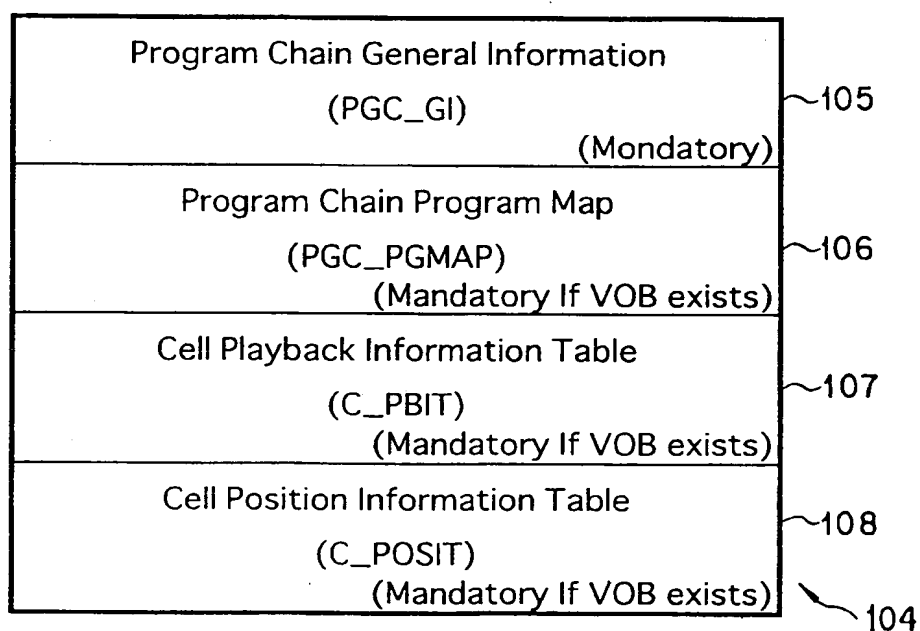 Program Chain General Information
(PGC_GI)
(Mondatory)
105
Program Chain Program Map
(PGC_PGMAP)
(Mandatory If VOB exists)
106
Cell Playback Information Table
(C_PBIT)
(Mandatory If VOB exists)
107
Cell Position Information Table
(C_POSIT)
(Mandatory If VOB exists)
108
104